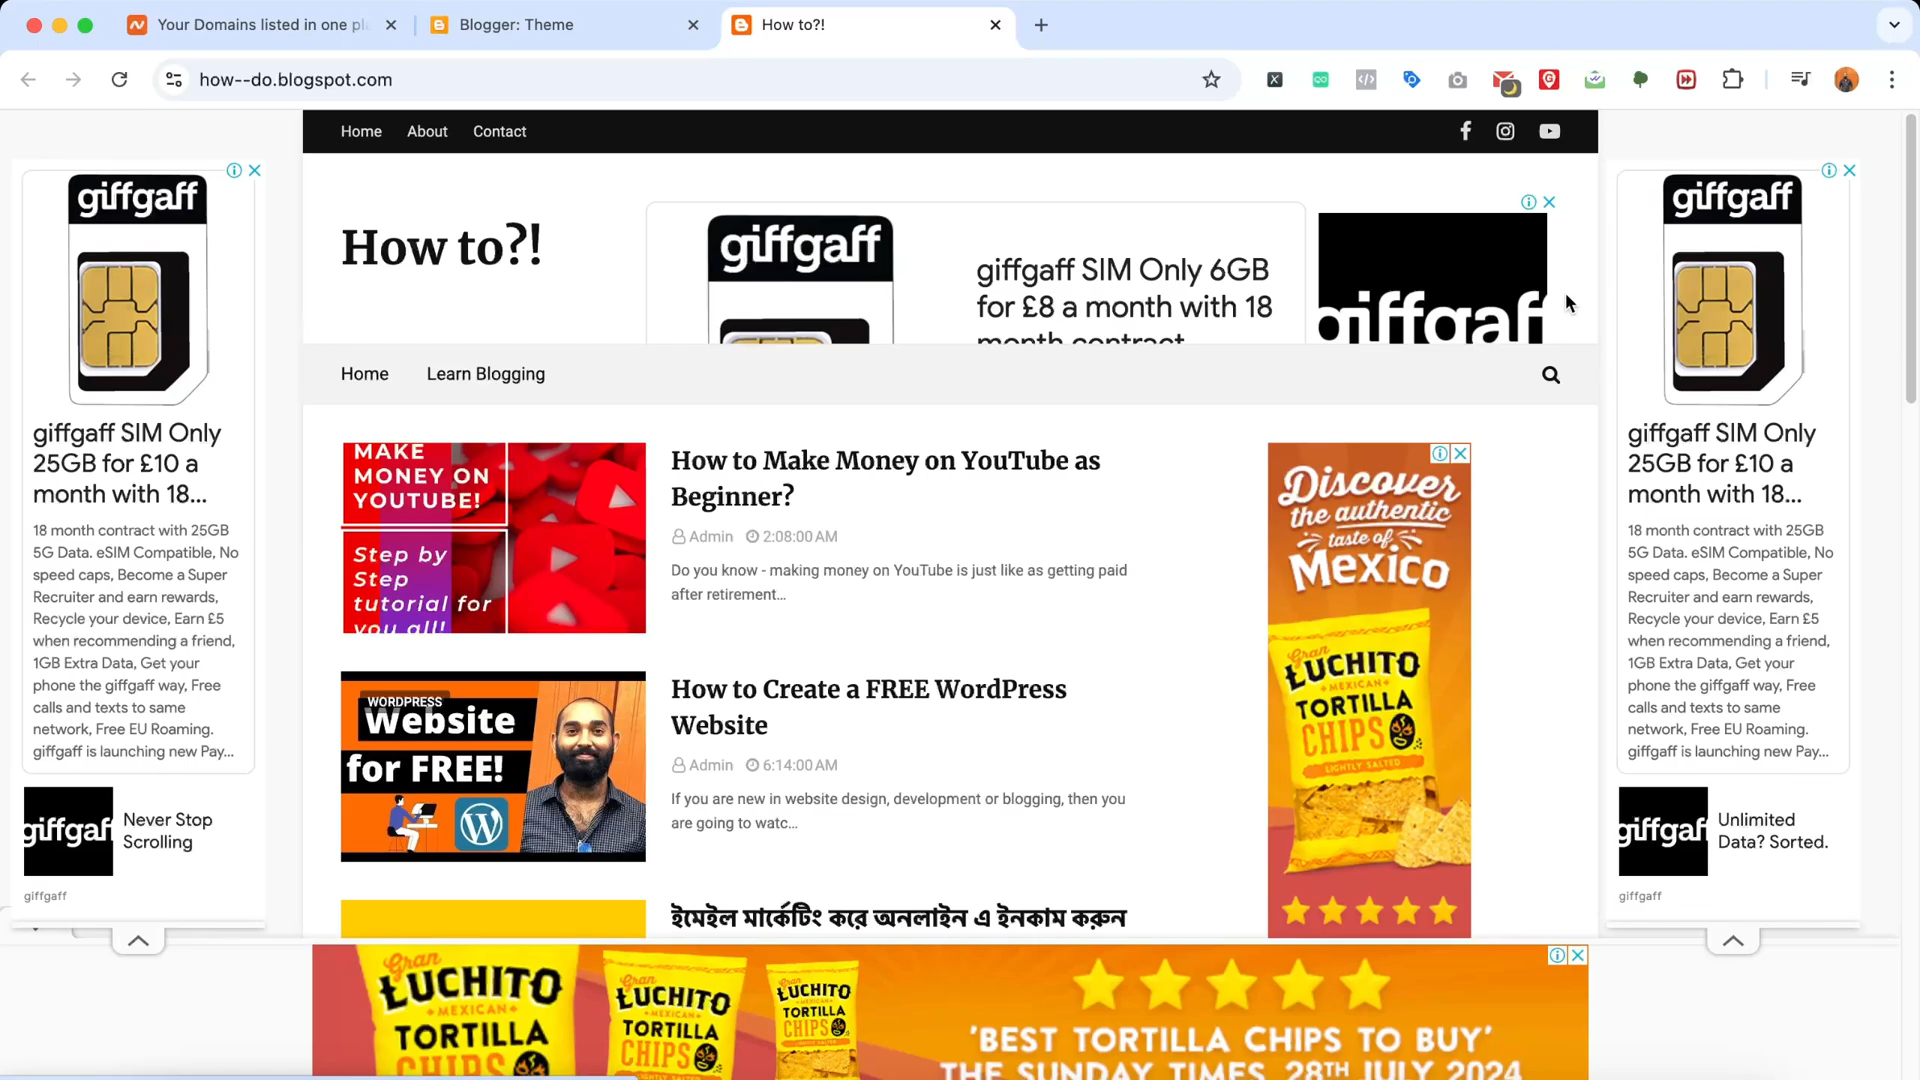 Your Domains listed in one pl
Blogger: Theme
How to?!
how--do.blogspot.com
Home
About
Contact
giffgaff
giffgaff SIM Only
25GB for £10 a
month with 18...
18 month contract with 25GB
5G Data. eSIM Compatible, No
speed caps, Become a Super
Recruiter and earn rewards,
Recycle your device, Earn £5
when recommending a friend,
1GB Extra Data, Get your
phone the giffgaff way, Free
calls and texts to same
network, Free EU Roaming.
giffgaff is launching new Pay...
giffgaff
Never Stop
Scrolling
giffgaff
How to?!
giffgaff
giffgaff SIM Only 6GB
for £8 a month with 18
month contract
giffgaff
Home
Learn Blogging
MAKE
MONEY ON
YOUTUBE!
Step by
Step
tutorial for
you all!
How to Make Money on YouTube as
Beginner?
Admin
2:08:00 AM
Do you know - making money on YouTube is just like as getting paid
after retirement...
WORDPRESS
Website
for FREE!
How to Create a FREE WordPress
Website
Admin
6:14:00 AM
If you are new in website design, development or blogging, then you
are going to watc...
ইমেইল মার্কেটিং করে অনলাইন এ ইনকাম করুন
Discover
the authentic
taste of
Mexico
Gran
LUCHITO
MEXICAN
TORTILLA
CHIPS
LIGHTLY SALTED
giffgaff
giffgaff SIM Only
25GB for £10 a
month with 18...
18 month contract with 25GB
5G Data. eSIM Compatible, No
speed caps, Become a Super
Recruiter and earn rewards,
Recycle your device, Earn £5
when recommending a friend,
1GB Extra Data, Get your
phone the giffgaff way, Free
calls and texts to same
network, Free EU Roaming.
giffgaff is launching new Pay...
giffgaff
Unlimited
Data? Sorted.
giffgaff
Gran
LUCHITO
MEXICAN
TORTILLA
CHIPS
LUCHITO
MEXICAN
TORTILLA
CHIPS
LUCHITO
TORTILLA
CHIPS
'BEST TORTILLA CHIPS TO BUY'
THE SUNDAY TIMES, 28TH JULY 2024